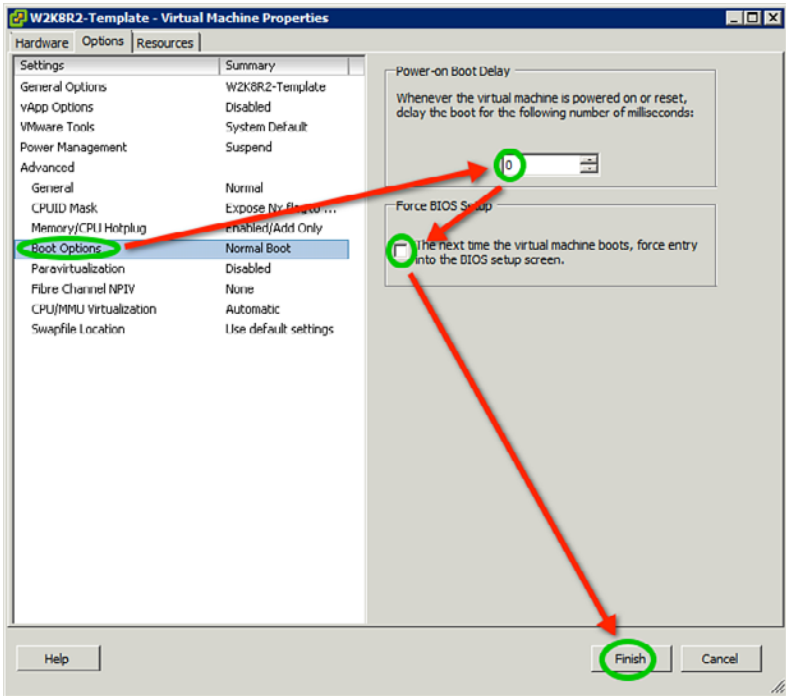 W2K8R2-Template - Virtual Machine Properties
Hardware Options Resources
Settings Summary
General Options W2K8R2-Template
vApp Options Disabled
VMware Tools System Default
Power Management Suspend
Advanced
General Normal
CPUID Mask Expose Nx flag to ...
Memory/CPU Hotplug Enabled/Add Only
Boot Options Normal Boot
Paravirtualization Disabled
Fibre Channel NPIV None
CPU/MMU Virtualization Automatic
Swapfile Location Use default settings
Power-on Boot Delay
Whenever the virtual machine is powered on or reset,
delay the boot for the following number of milliseconds:
0
Force BIOS Setup
The next time the virtual machine boots, force entry
into the BIOS setup screen.
Help Finish Cancel